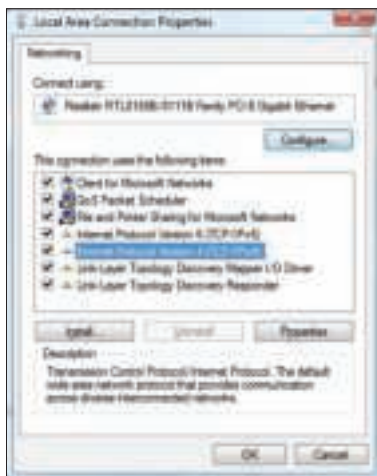 Local Area Connection Properties
Networking
Connect using:
Realtek RTL8168B/8111B Family PCI-E Gigabit Ethernet
Configure...
This connection uses the following items:
Client for Microsoft Networks
QoS Packet Scheduler
File and Printer Sharing for Microsoft Networks
Internet Protocol Version 6 (TCP/IPv6)
Internet Protocol Version 4 (TCP/IPv4)
Link-Layer Topology Discovery Mapper I/O Driver
Link-Layer Topology Discovery Responder
Install...
Uninstall
Properties
Description
Transmission Control Protocol/Internet Protocol. The default
wide area network protocol that provides communication
across diverse interconnected networks.
OK
Cancel